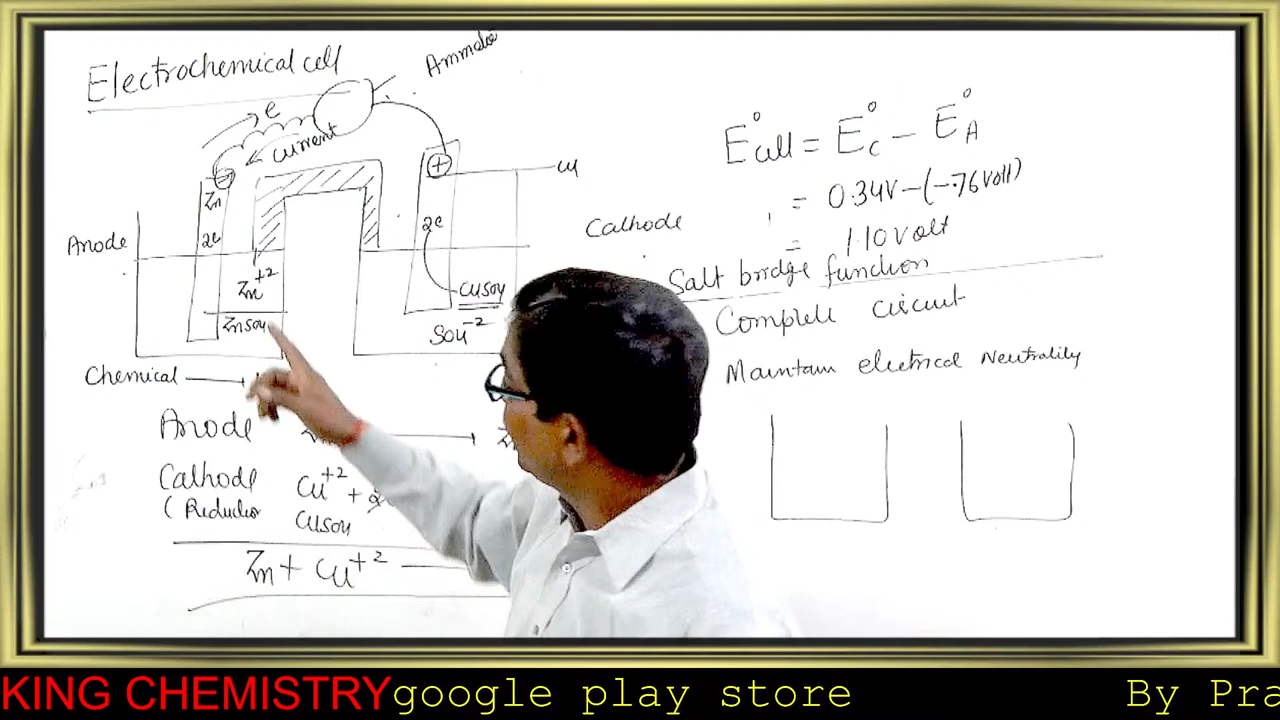 Electrochemical cell
Ammeter
e
current
E°cell = E°C − E°A
= 0.34V − (−.76 Voll)
= 1.10 volt
Zn
2e
Anode
Zn+2
ZnSO4
+
Cu
2e
CuSO4
SO4-2
Cathode
Salt bridge function
Complete circuit
Maintain electrical Neutrality
Chemical
Anode
Cathode
Cu+2 +
(Reduction
CuSO4
Zn + Cu+2
KING CHEMISTRY google play store By Pra